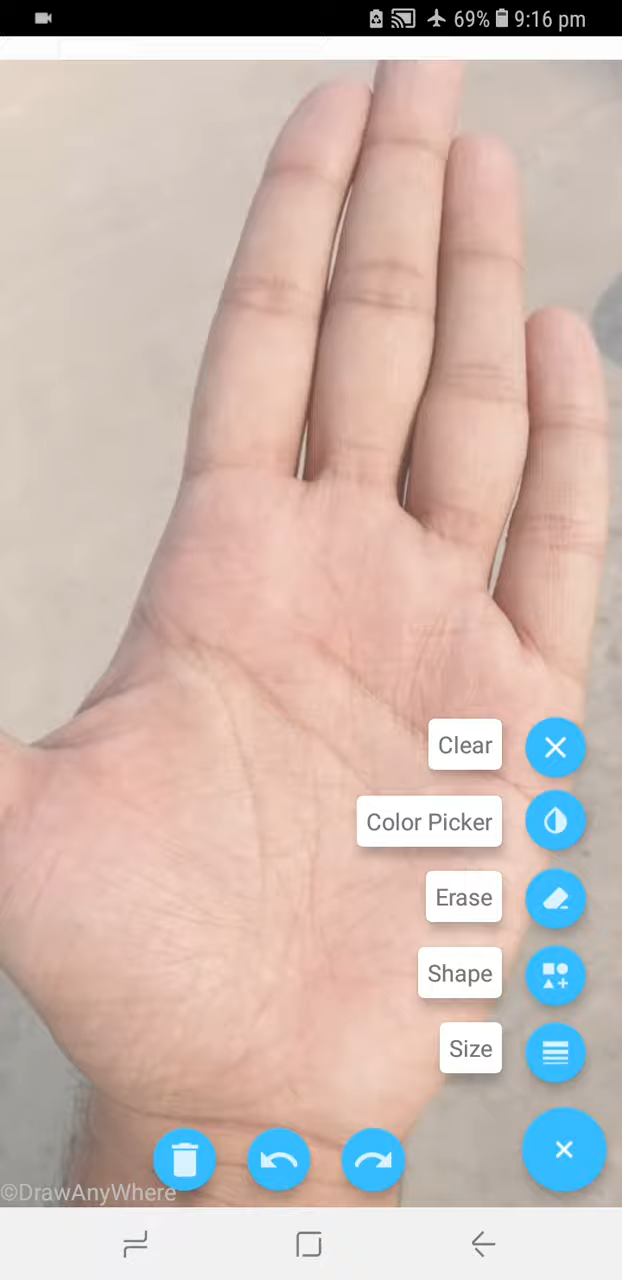 69% 9:16 pm
Clear
Color Picker
Erase
Shape
Size
©DrawAnyWhere